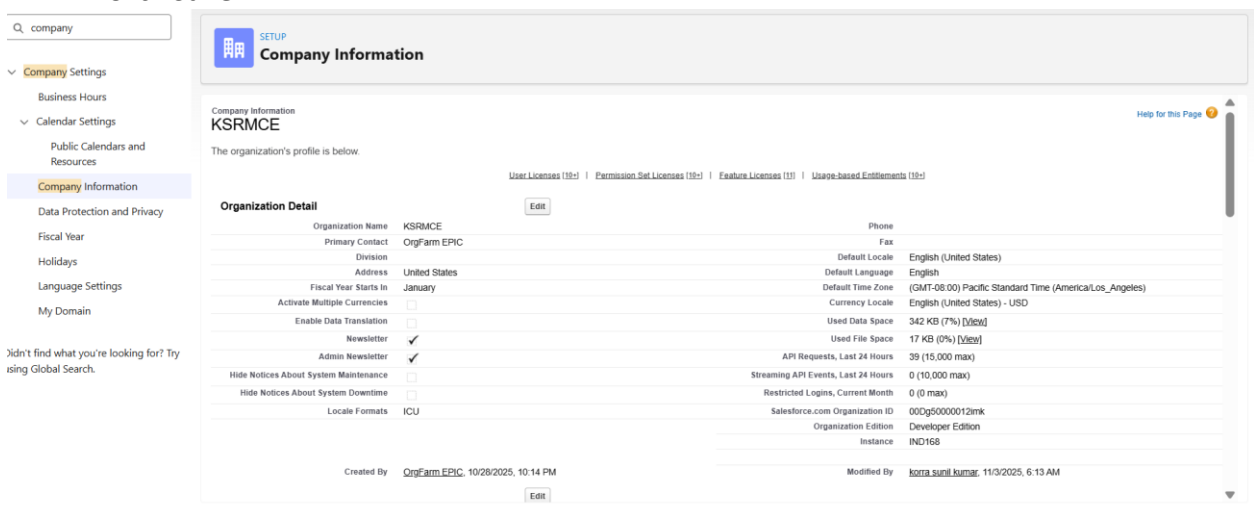 company
Company Settings
Business Hours
Calendar Settings
Public Calendars and
Resources
Company Information
Data Protection and Privacy
Fiscal Year
Holidays
Language Settings
My Domain
Didn't find what you're looking for? Try
using Global Search.
SETUP
Company Information
Company Information
KSRMCE
Help for this Page
The organization's profile is below.
User Licenses [10+] | Permission Set Licenses [10+] | Feature Licenses [11] | Usage-based Entitlements [10+]
Organization Detail Edit
Organization Name KSRMCE Phone
Primary Contact OrgFarm EPIC Fax
Division Default Locale English (United States)
Address United States Default Language English
Fiscal Year Starts In January Default Time Zone (GMT-08:00) Pacific Standard Time (America/Los_Angeles)
Activate Multiple Currencies Currency Locale English (United States) - USD
Enable Data Translation Used Data Space 342 KB (7%) [View]
Newsletter Used File Space 17 KB (0%) [View]
Admin Newsletter API Requests, Last 24 Hours 39 (15,000 max)
Hide Notices About System Maintenance Streaming API Events, Last 24 Hours 0 (10,000 max)
Hide Notices About System Downtime Restricted Logins, Current Month 0 (0 max)
Locale Formats ICU Salesforce.com Organization ID 00Dg50000012imk
Organization Edition Developer Edition
Instance IND168
Created By OrgFarm EPIC, 10/28/2025, 10:14 PM Modified By korra sunil kumar, 11/3/2025, 6:13 AM
Edit